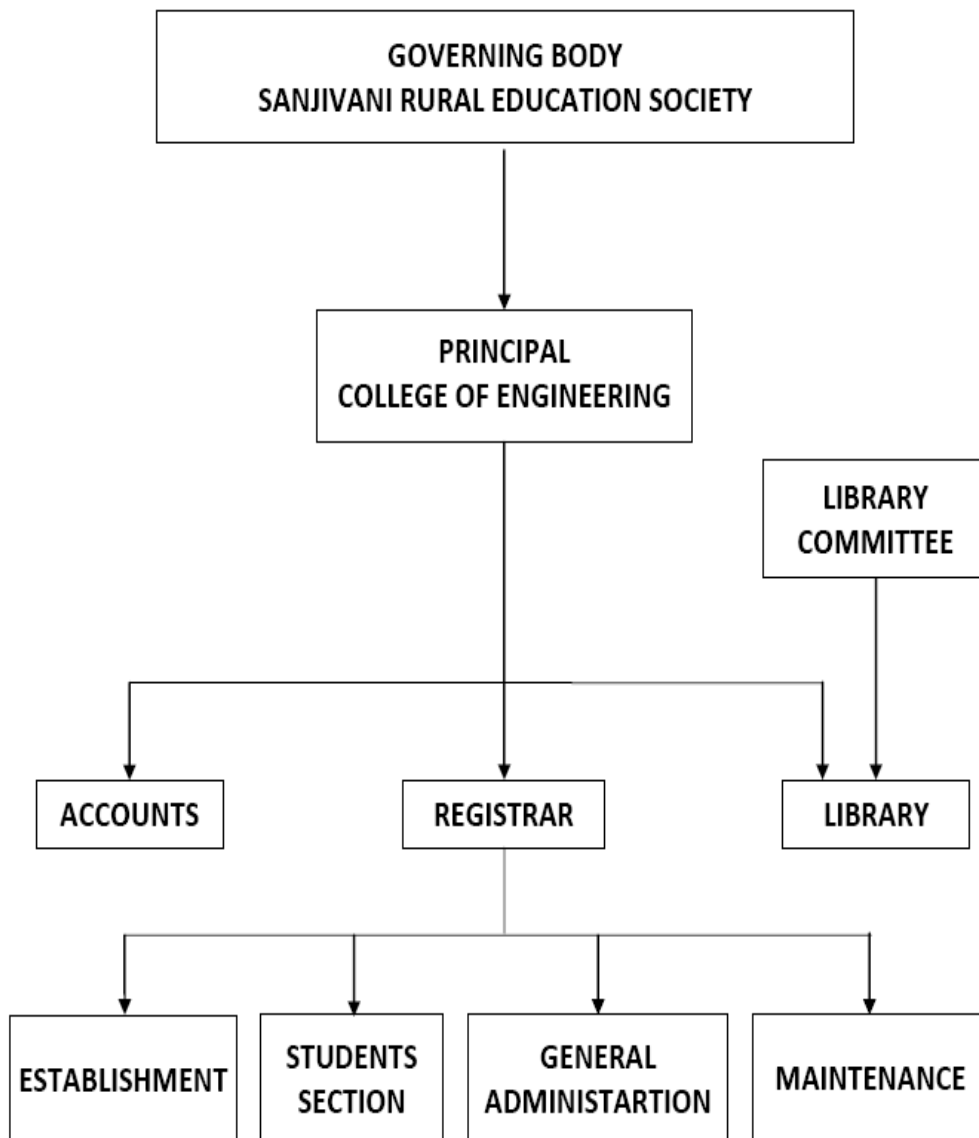 GOVERNING BODY
SANJIVANI RURAL EDUCATION SOCIETY
PRINCIPAL
COLLEGE OF ENGINEERING
LIBRARY
COMMITTEE
ACCOUNTS
REGISTRAR
LIBRARY
ESTABLISHMENT
STUDENTS
SECTION
GENERAL
ADMINISTARTION
MAINTENANCE